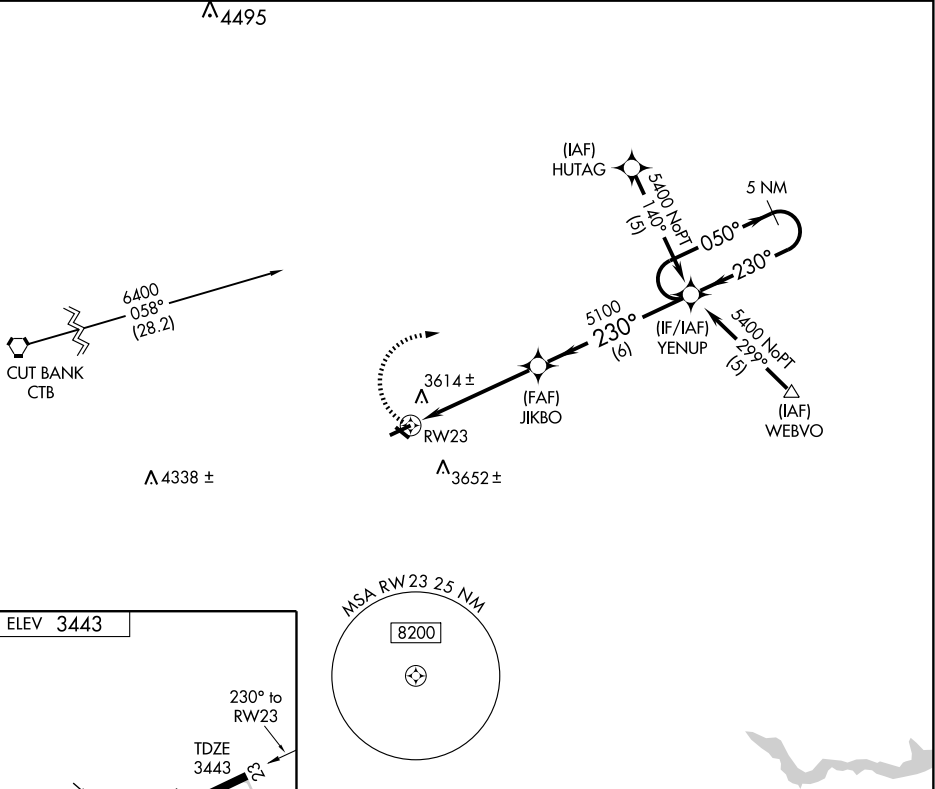 4495
(IAF)
HUTAG
5400 NoPT
140°
(5)
5 NM
050°
230°
6400
058°
(28.2)
5100
230°
(6)
(IF/IAF)
YENUP
5400 NoPT
299°
(5)
CUT BANK
CTB
3614 ±
(FAF)
JIKBO
(IAF)
WEBVO
RW23
4338 ±
3652 ±
MSA RW 23 25 NM
8200
ELEV 3443
230° to
RW23
TDZE
3443
23